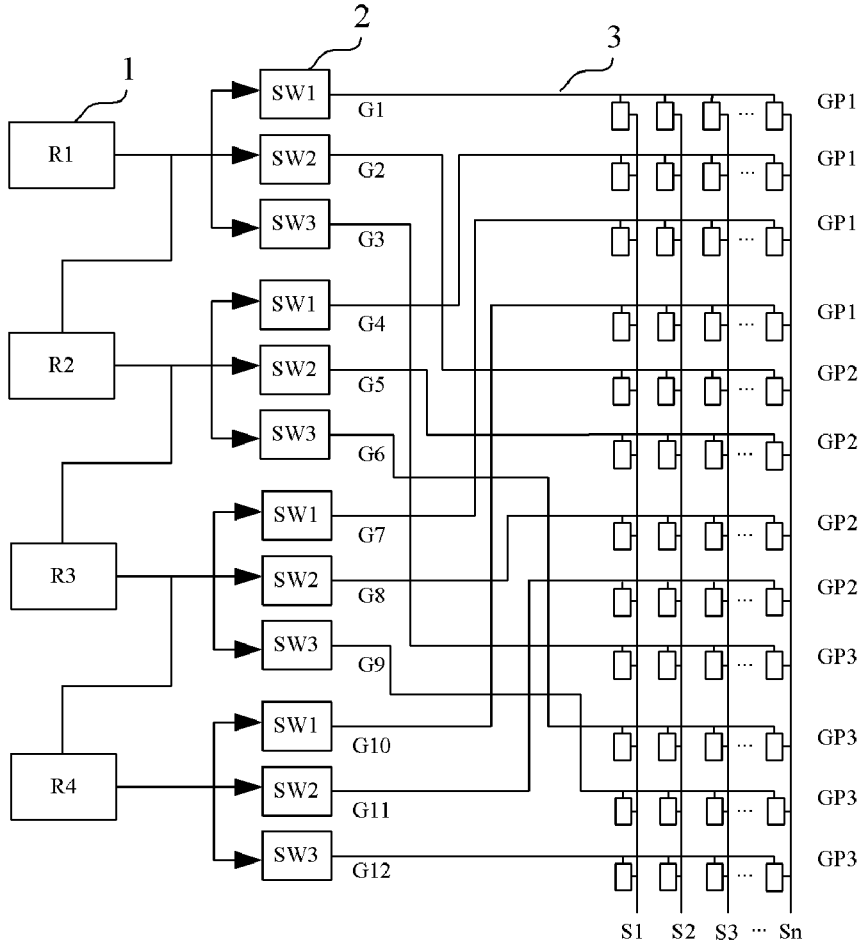 1
2
3
R1
SW1
G1
GP1
SW2
G2
GP1
SW3
G3
GP1
R2
SW1
G4
GP1
SW2
G5
GP2
SW3
G6
GP2
R3
SW1
G7
GP2
SW2
G8
GP2
SW3
G9
GP3
R4
SW1
G10
GP3
SW2
G11
GP3
SW3
G12
GP3
S1 S2 S3 ··· Sn